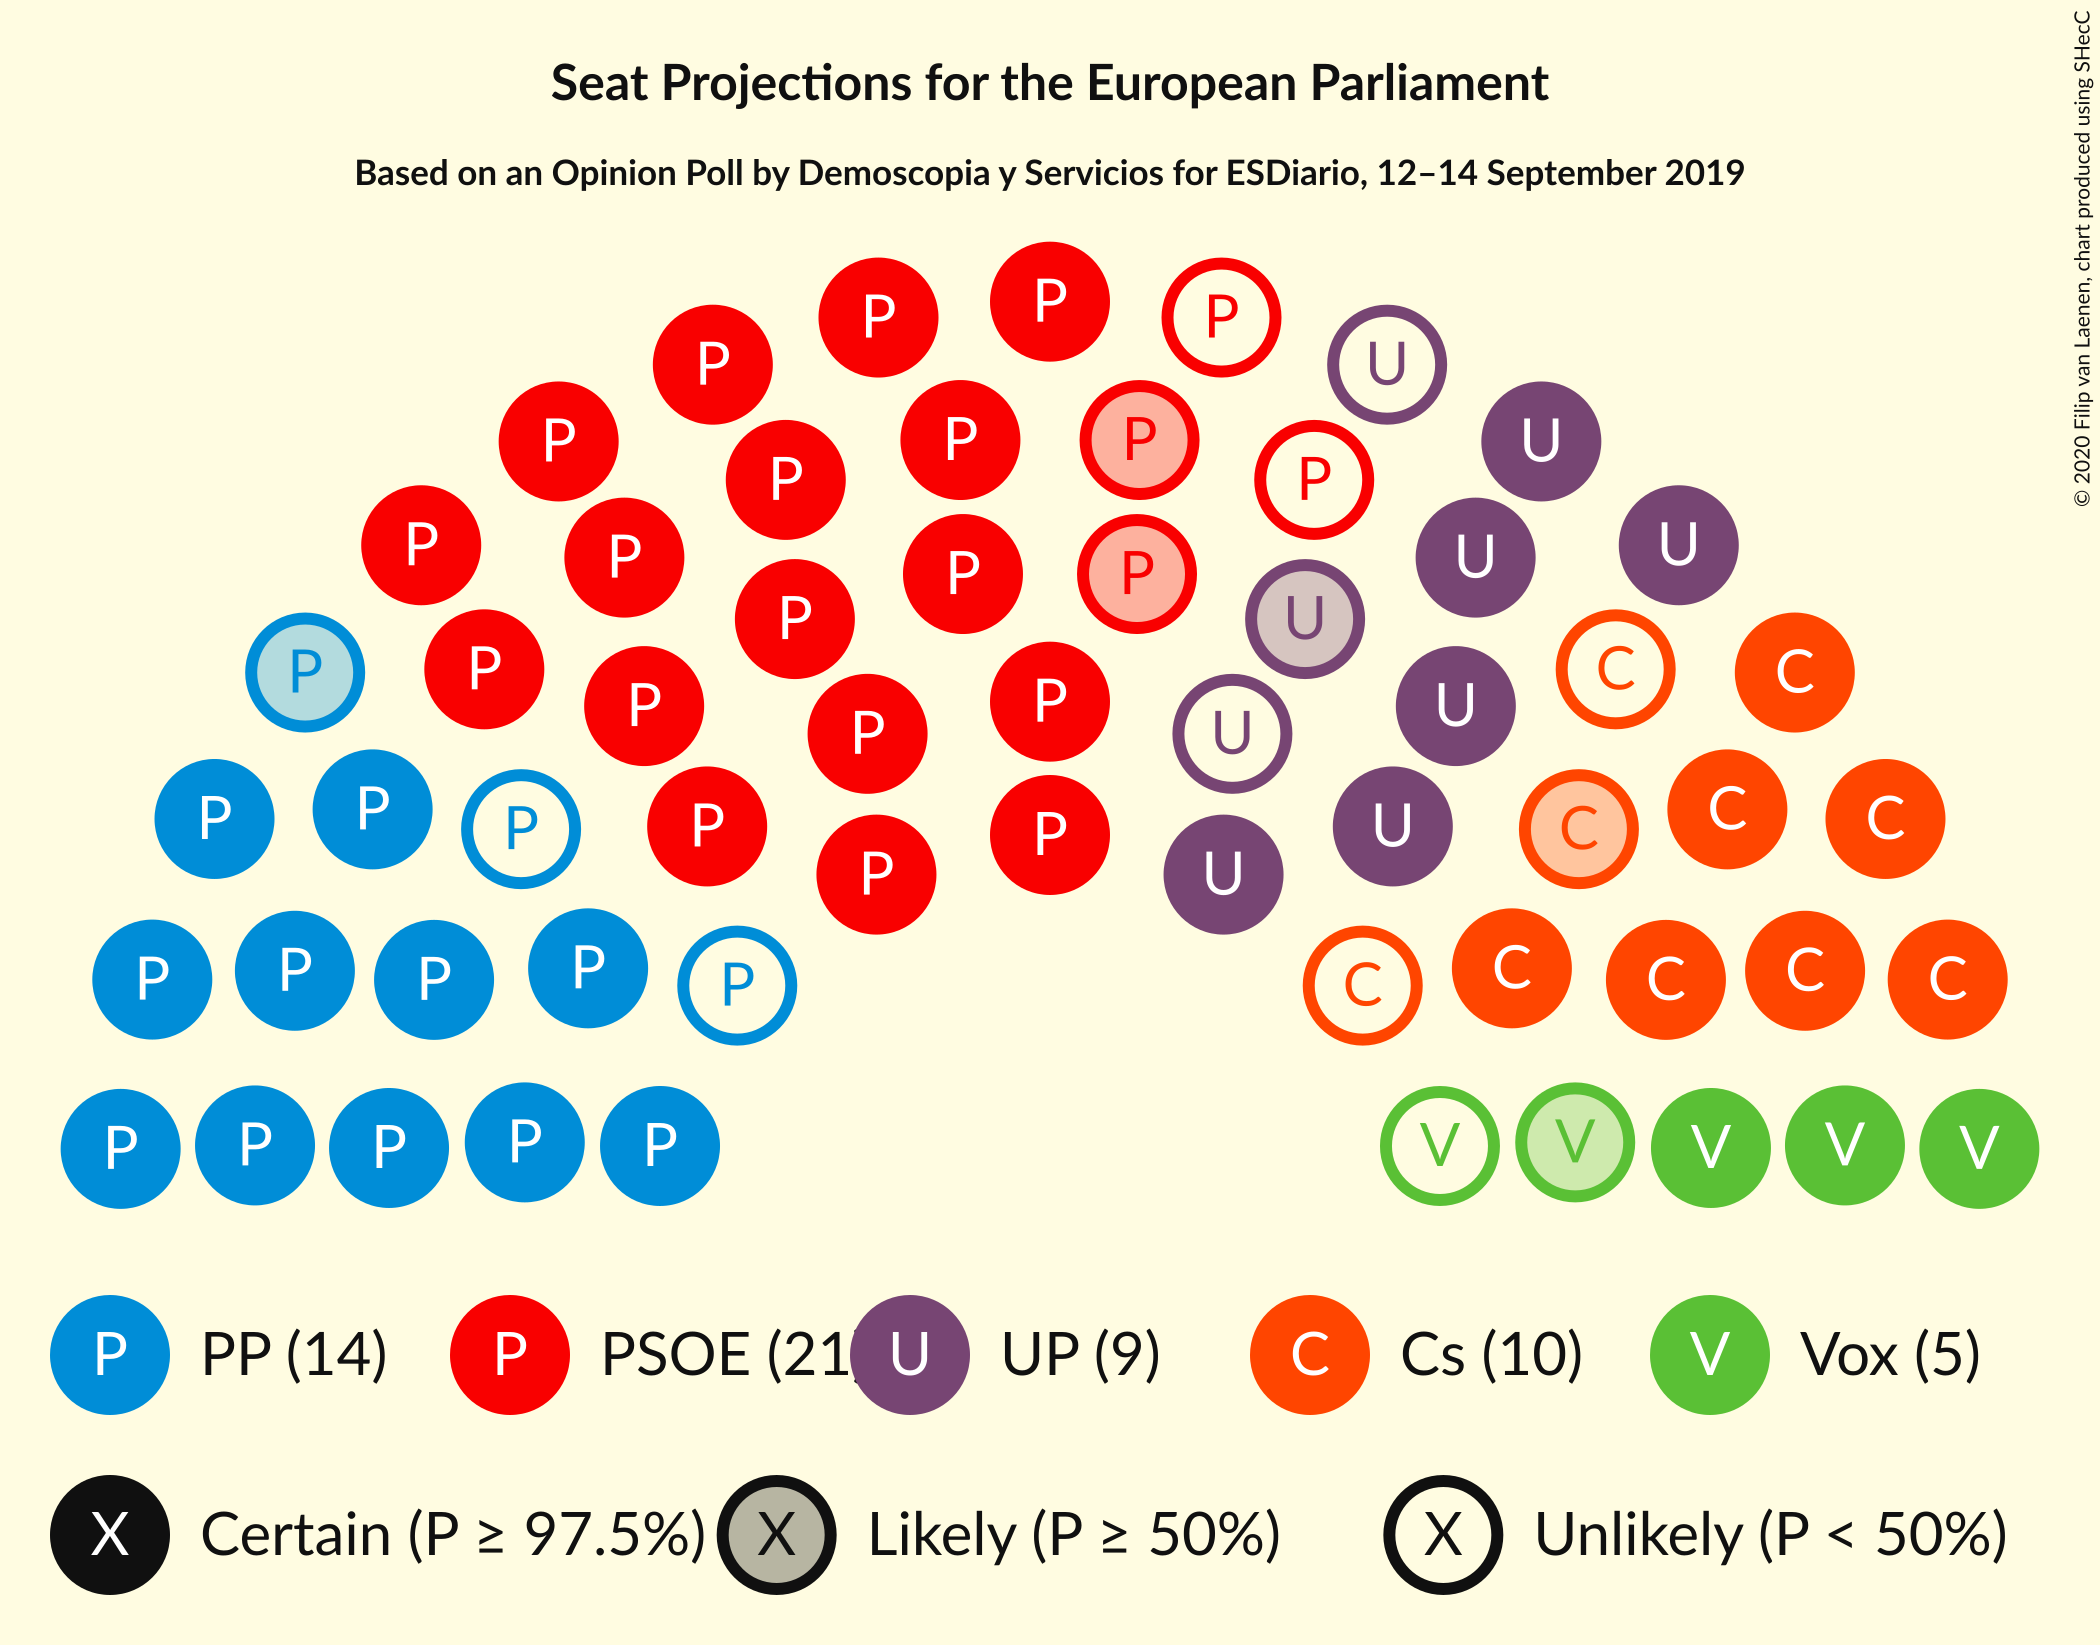 Seat Projections for the European Parliament
Based on an Opinion Poll by Demoscopia y Servicios for ESDiario, 12–14 September 2019
© 2020 Filip van Laenen, chart produced using SHecC
P P P
P U
P P P U
P P P
P P U U
P P U
P P C C
P P P U
P U
P P P C C C
P P U
P U
P P P P P C C C C C
P P P P P V V V V V
P PP (14) P PSOE (21) U UP (9) C Cs (10) V Vox (5)
X Certain (P ≥ 97.5%) X Likely (P ≥ 50%) X Unlikely (P < 50%)